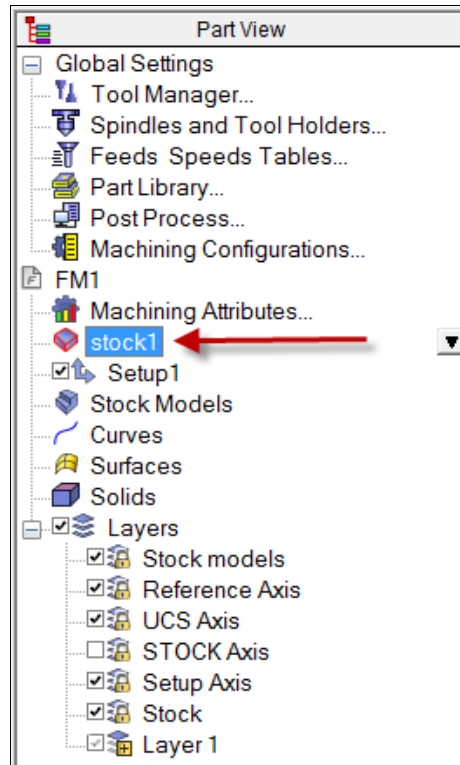 Part View
Global Settings
Tool Manager...
Spindles and Tool Holders...
Feeds Speeds Tables...
Part Library...
Post Process...
Machining Configurations...
FM1
Machining Attributes...
stock1
Setup1
Stock Models
Curves
Surfaces
Solids
Layers
Stock models
Reference Axis
UCS Axis
STOCK Axis
Setup Axis
Stock
Layer 1